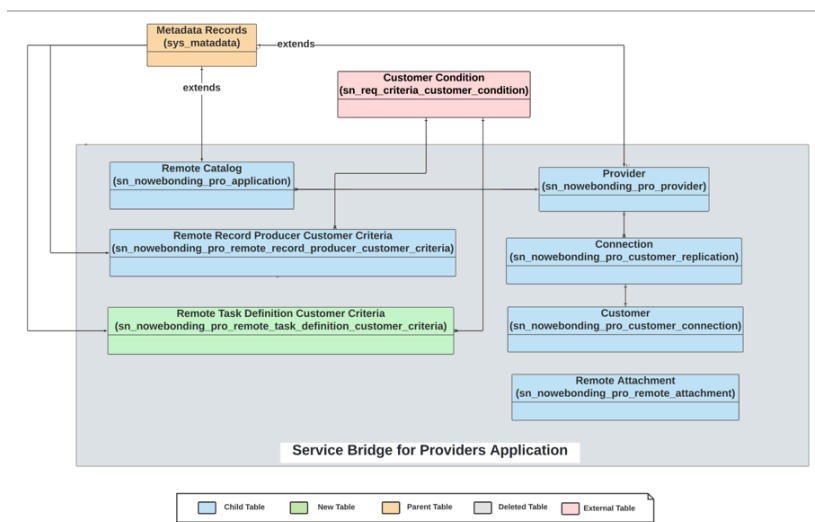 Metadata Records
(sys_matadata)
extends
extends
Customer Condition
(sn_req_criteria_customer_condition)
Remote Catalog
(sn_nowebonding_pro_application)
Provider
(sn_nowebonding_pro_provider)
Remote Record Producer Customer Criteria
(sn_nowebonding_pro_remote_record_producer_customer_criteria)
Connection
(sn_nowebonding_pro_customer_replication)
Remote Task Definition Customer Criteria
(sn_nowebonding_pro_remote_task_definition_customer_criteria)
Customer
(sn_nowebonding_pro_customer_connection)
Remote Attachment
(sn_nowebonding_pro_remote_attachment)
Service Bridge for Providers Application
Child Table
New Table
Parent Table
Deleted Table
External Table